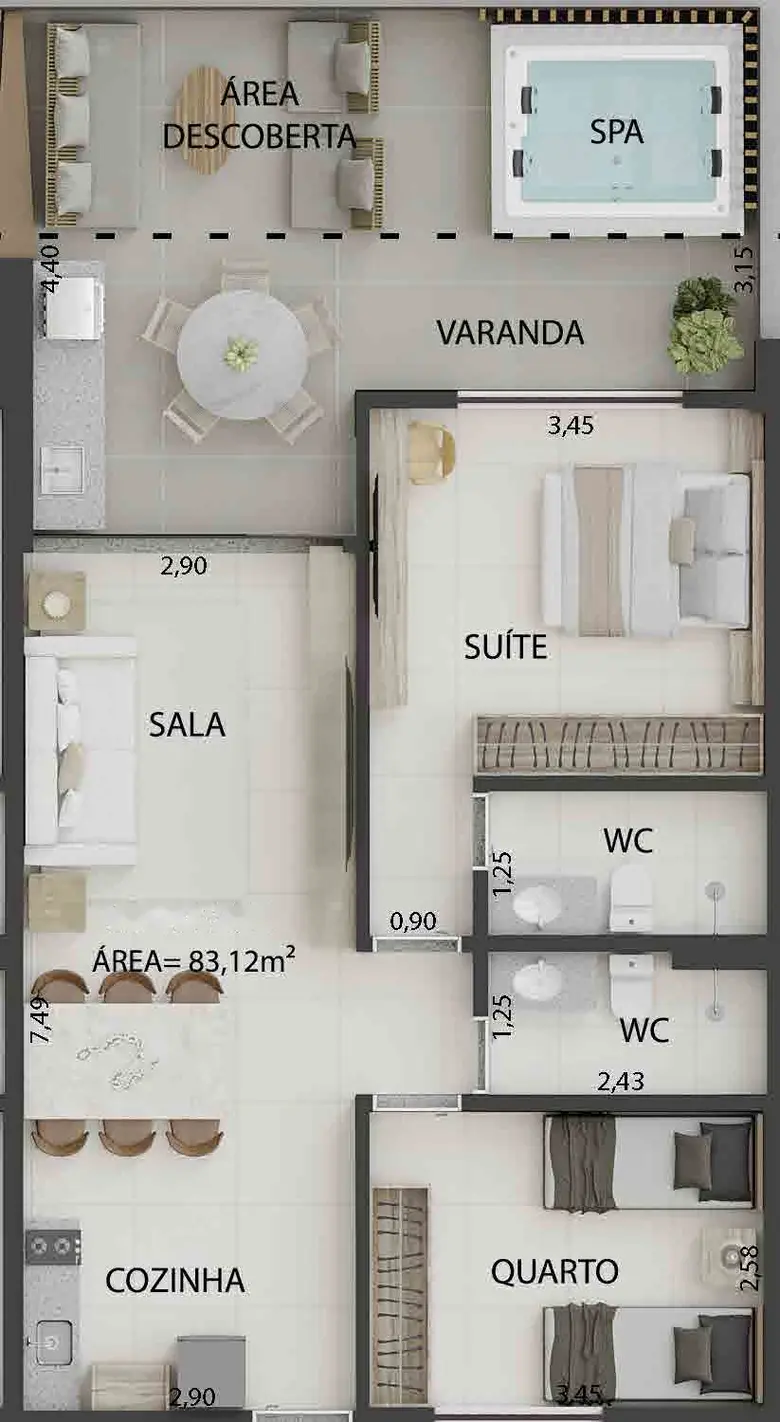 ÁREA
DESCOBERTA
SPA
4,40
3,15
VARANDA
3,45
2,90
SUÍTE
SALA
WC
1,25
0,90
ÁREA= 83,12m²
7,49
1,25
WC
2,43
COZINHA
QUARTO
2,58
2,90
3,45